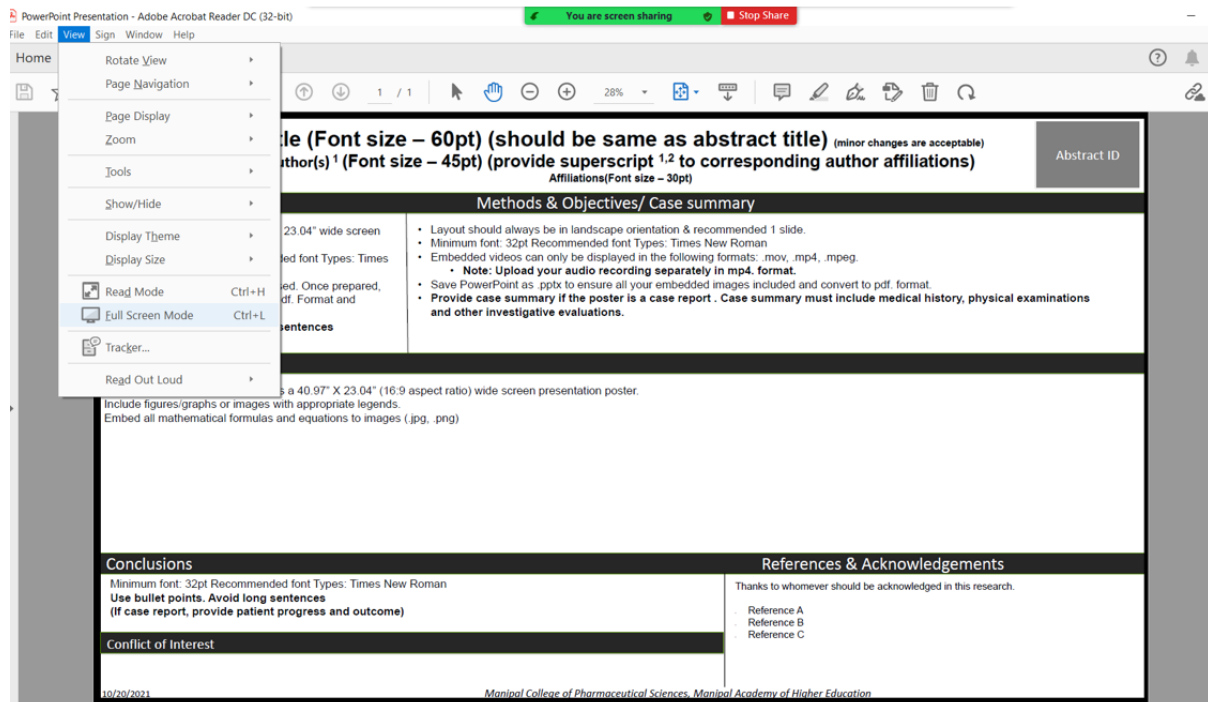 PowerPoint Presentation - Adobe Acrobat Reader DC (32-bit)
You are screen sharing
Stop Share
File Edit View Sign Window Help
Home
1 / 1
28%
Rotate View
Page Navigation
Page Display
Zoom
Tools
Show/Hide
Display Theme
Display Size
Read Mode Ctrl+H
Full Screen Mode Ctrl+L
Tracker...
Read Out Loud
(Font size – 60pt) (should be same as abstract title) (minor changes are acceptable)
(Font size – 45pt) (provide superscript 1,2 to corresponding author affiliations)
Affiliations(Font size – 30pt)
Abstract ID
Methods & Objectives/ Case summary
23.04" wide screen
font Types: Times
Once prepared,
Format and
sentences
• Layout should always be in landscape orientation & recommended 1 slide.
• Minimum font: 32pt Recommended font Types: Times New Roman
• Embedded videos can only be displayed in the following formats: .mov, .mp4, .mpeg.
• Note: Upload your audio recording separately in mp4. format.
• Save PowerPoint as .pptx to ensure all your embedded images included and convert to pdf. format.
• Provide case summary if the poster is a case report . Case summary must include medical history, physical examinations
and other investigative evaluations.
a 40.97" X 23.04" (16:9 aspect ratio) wide screen presentation poster.
Include figures/graphs or images with appropriate legends.
Embed all mathematical formulas and equations to images (.jpg, .png)
Conclusions
Minimum font: 32pt Recommended font Types: Times New Roman
Use bullet points. Avoid long sentences
(If case report, provide patient progress and outcome)
Conflict of Interest
References & Acknowledgements
Thanks to whomever should be acknowledged in this research.
Reference A
Reference B
Reference C
10/20/2021
Manipal College of Pharmaceutical Sciences, Manipal Academy of Higher Education